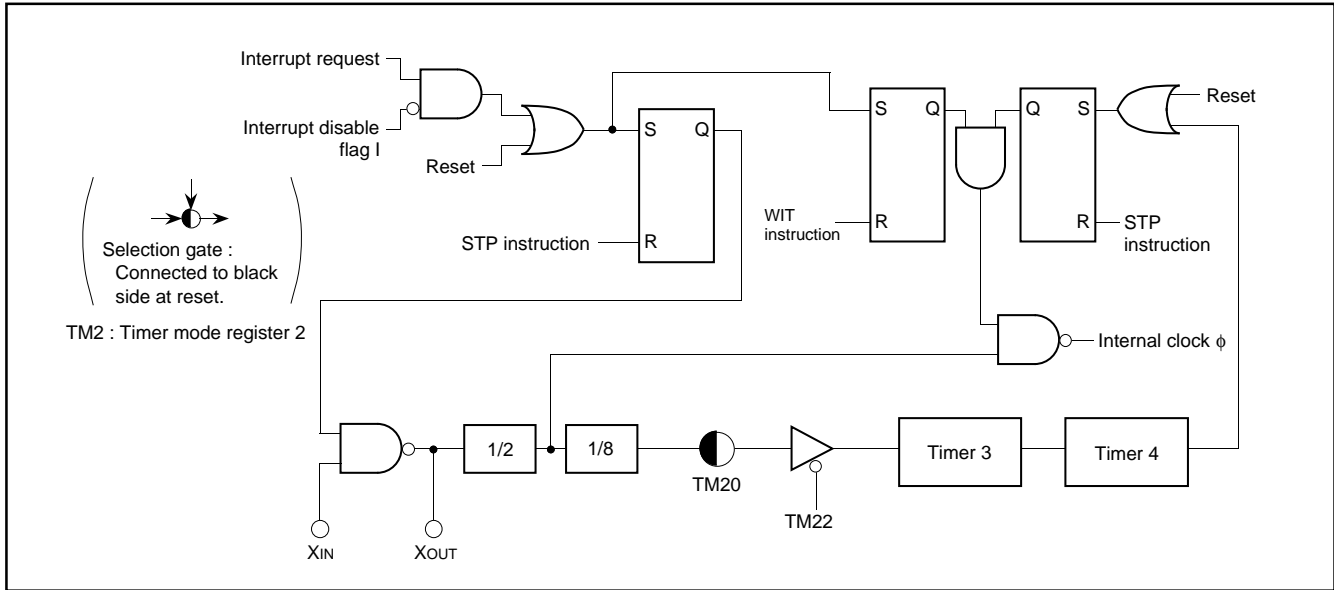 Interrupt request
Interrupt disable
flag I
Reset
S
Q
R
STP instruction
S
Q
R
WIT
instruction
Q
S
R
Reset
STP
instruction
Selection gate :
Connected to black
side at reset.
TM2 : Timer mode register 2
Internal clock ϕ
1/2
1/8
TM20
TM22
Timer 3
Timer 4
XIN
XOUT